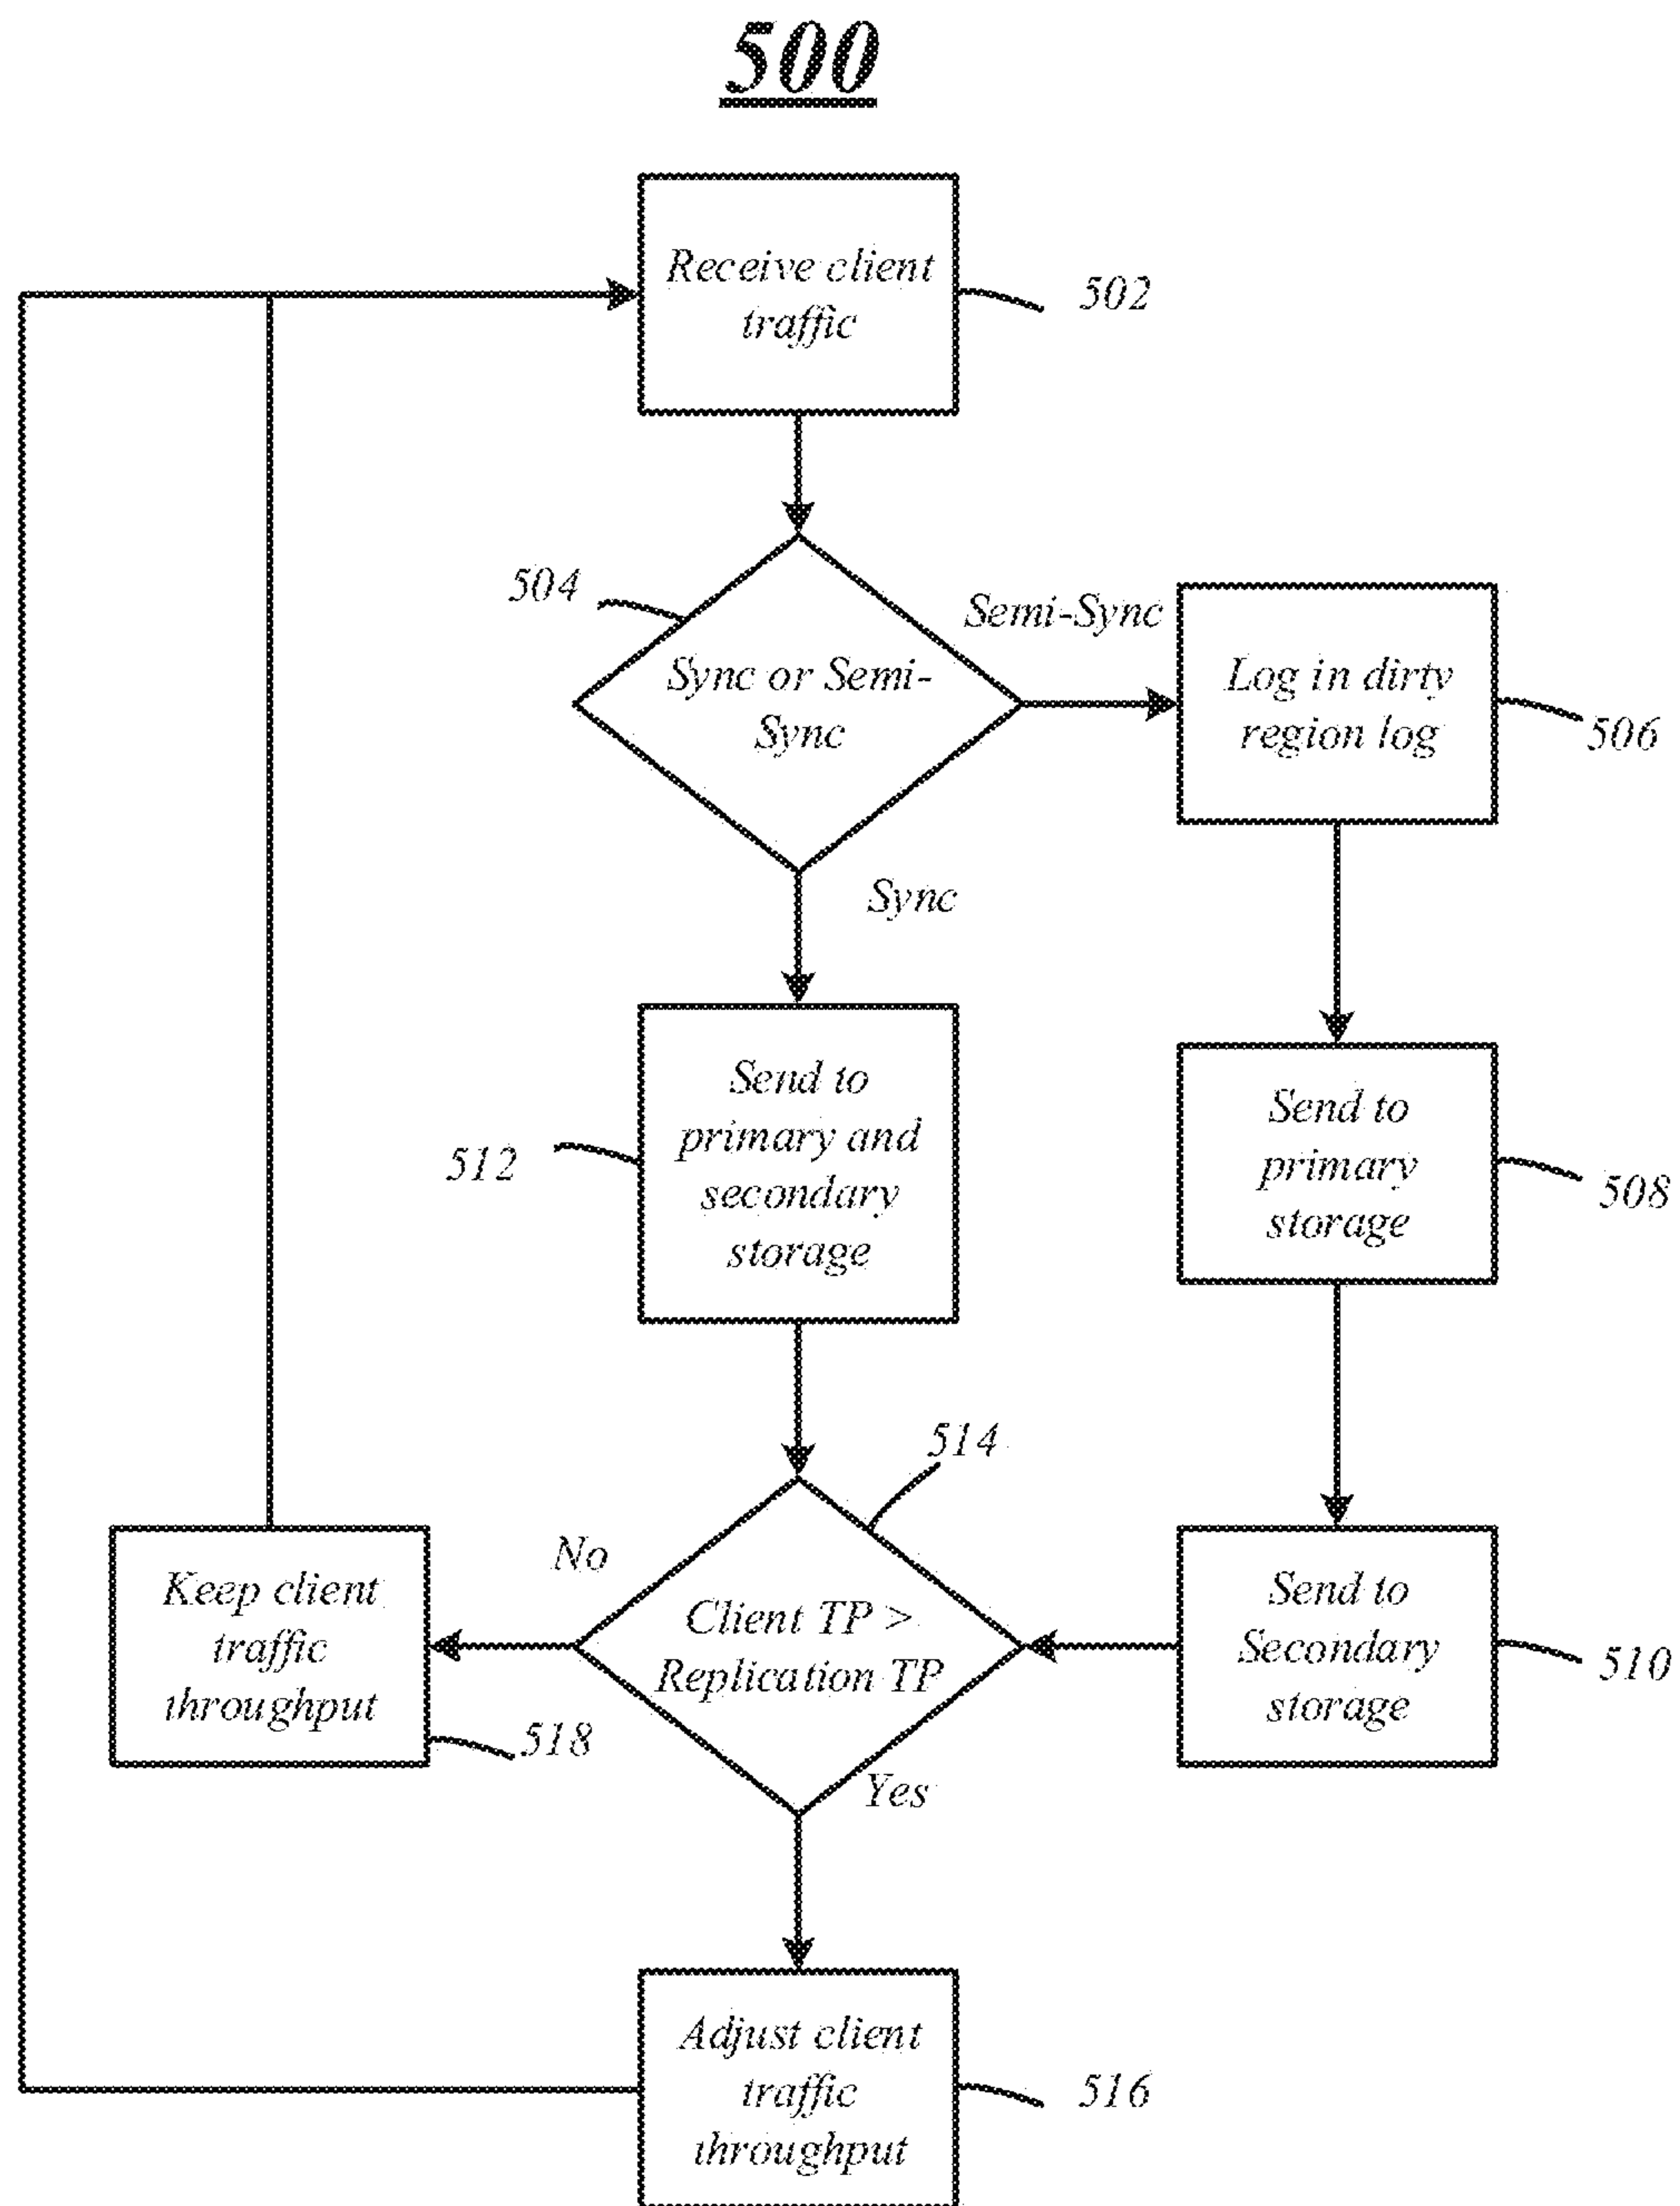 500
Receive client
traffic
502
504
Sync or Semi-
Sync
Semi-Sync
Log in dirty
region log
506
Sync
Send to
primary and
secondary
storage
512
Send to
primary
storage
508
514
No
Client TP >
Replication TP
Yes
Keep client
traffic
throughput
518
Send to
Secondary
storage
510
Adjust client
traffic
throughput
516